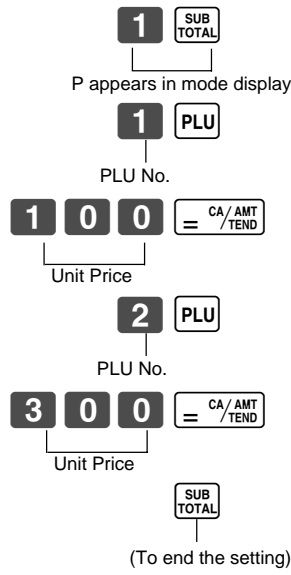 1 SUB TOTAL
P appears in mode display
1 PLU
PLU No.
1 0 0 = CA/AMT TEND
Unit Price
2 PLU
PLU No.
3 0 0 = CA/AMT TEND
Unit Price
SUB TOTAL
(To end the setting)